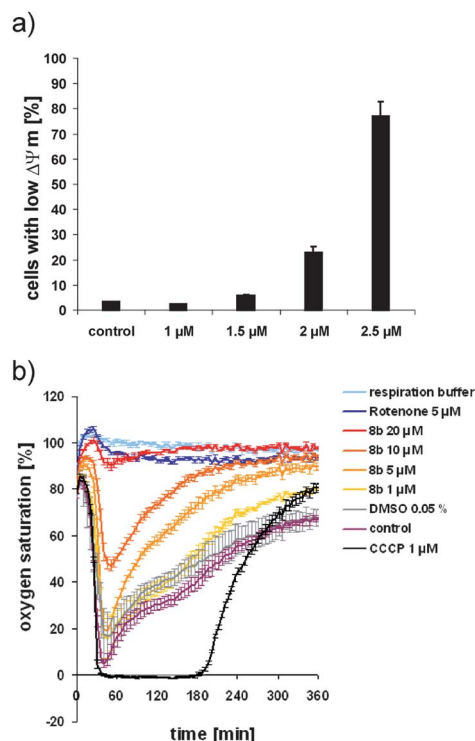 a)
cells with low ΔΨm [%]
100
90
80
70
60
50
40
30
20
10
0
control 1 µM 1.5 µM 2 µM 2.5 µM
b)
oxygen saturation [%]
120
100
80
60
40
20
0
-20
0 60 120 180 240 300 360
time [min]
respiration buffer
Rotenone 5 µM
8b 20 µM
8b 10 µM
8b 5 µM
8b 1 µM
DMSO 0.05 %
control
CCCP 1 µM